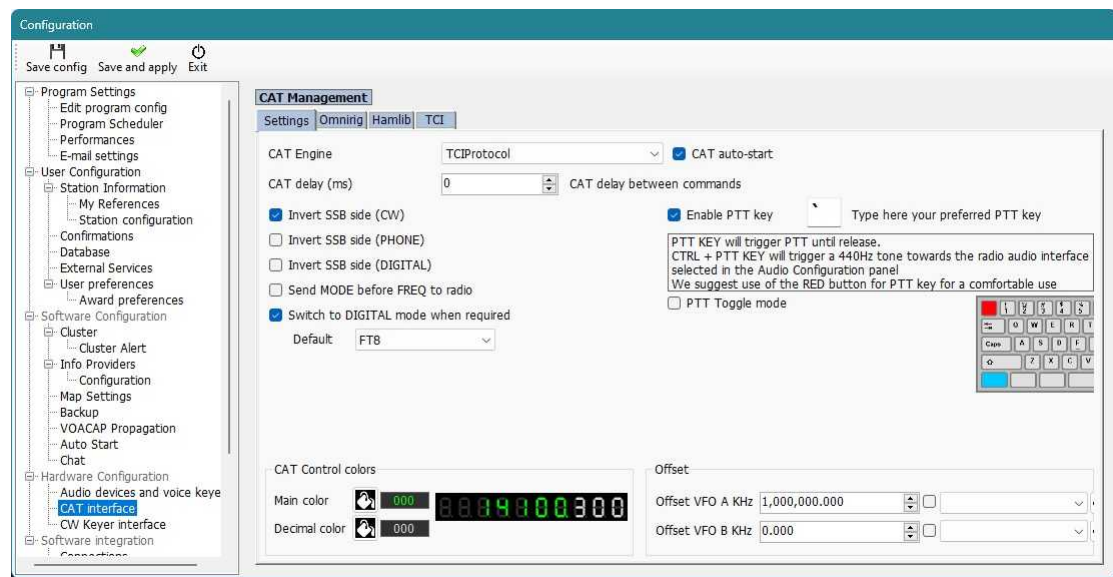 Configuration
Save config Save and apply Exit
Program Settings
Edit program config
Program Scheduler
Performances
E-mail settings
User Configuration
Station Information
My References
Station configuration
Confirmations
Database
External Services
User preferences
Award preferences
Software Configuration
Cluster
Cluster Alert
Info Providers
Configuration
Map Settings
Backup
VOACAP Propagation
Auto Start
Chat
Hardware Configuration
Audio devices and voice keye
CAT interface
CW Keyer interface
Software integration
CAT Management
Settings Omnirig Hamlib TCI
CAT Engine TCIProtocol CAT auto-start
CAT delay (ms) 0 CAT delay between commands
Invert SSB side (CW)
Invert SSB side (PHONE)
Invert SSB side (DIGITAL)
Send MODE before FREQ to radio
Switch to DIGITAL mode when required
Default FT8
Enable PTT key ` Type here your preferred PTT key
PTT KEY will trigger PTT until release.
CTRL + PTT KEY will trigger a 440Hz tone towards the radio audio interface
selected in the Audio Configuration panel
We suggest use of the RED button for PTT key for a comfortable use
PTT Toggle mode
Caps A S D F
Z X C V
CAT Control colors
Main color 000
Decimal color 000
14100.300
Offset
Offset VFO A KHz 1,000,000.000
Offset VFO B KHz 0.000